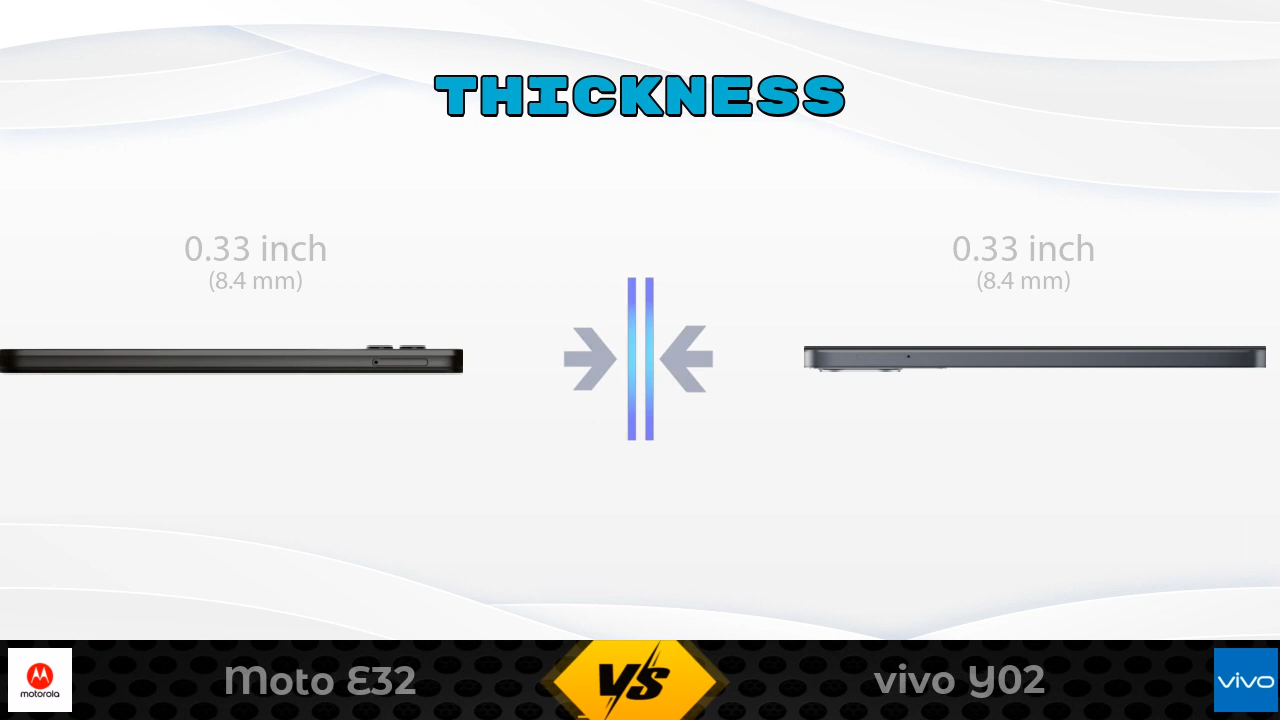 THICKNESS
0.33 inch
(8.4 mm)
0.33 inch
(8.4 mm)
motorola
Moto E32
VS
vivo Y02
vivo